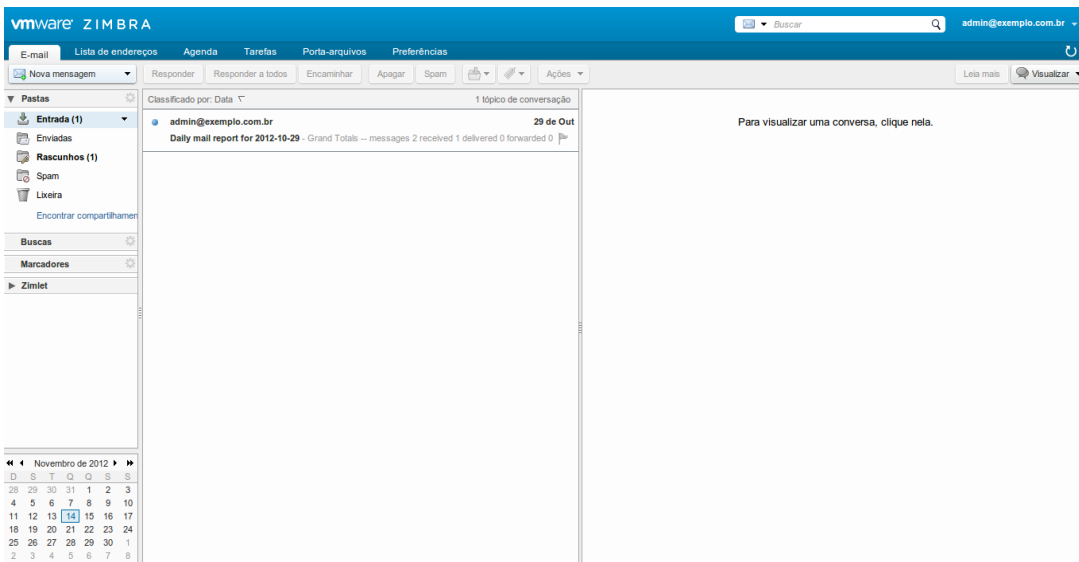 vmware ZIMBRA
Buscar
admin@exemplo.com.br
E-mail Lista de endereços Agenda Tarefas Porta-arquivos Preferências
Nova mensagem Responder Responder a todos Encaminhar Apagar Spam Ações Leia mais Visualizar
Pastas
Entrada (1)
Enviadas
Rascunhos (1)
Spam
Lixeira
Encontrar compartilhamen
Buscas
Marcadores
Zimlet
Classificado por: Data 1 tópico de conversação
admin@exemplo.com.br 29 de Out
Daily mail report for 2012-10-29 - Grand Totals -- messages 2 received 1 delivered 0 forwarded 0
Para visualizar uma conversa, clique nela.
Novembro de 2012
D S T Q Q S S
28 29 30 31 1 2 3
4 5 6 7 8 9 10
11 12 13 14 15 16 17
18 19 20 21 22 23 24
25 26 27 28 29 30 1
2 3 4 5 6 7 8